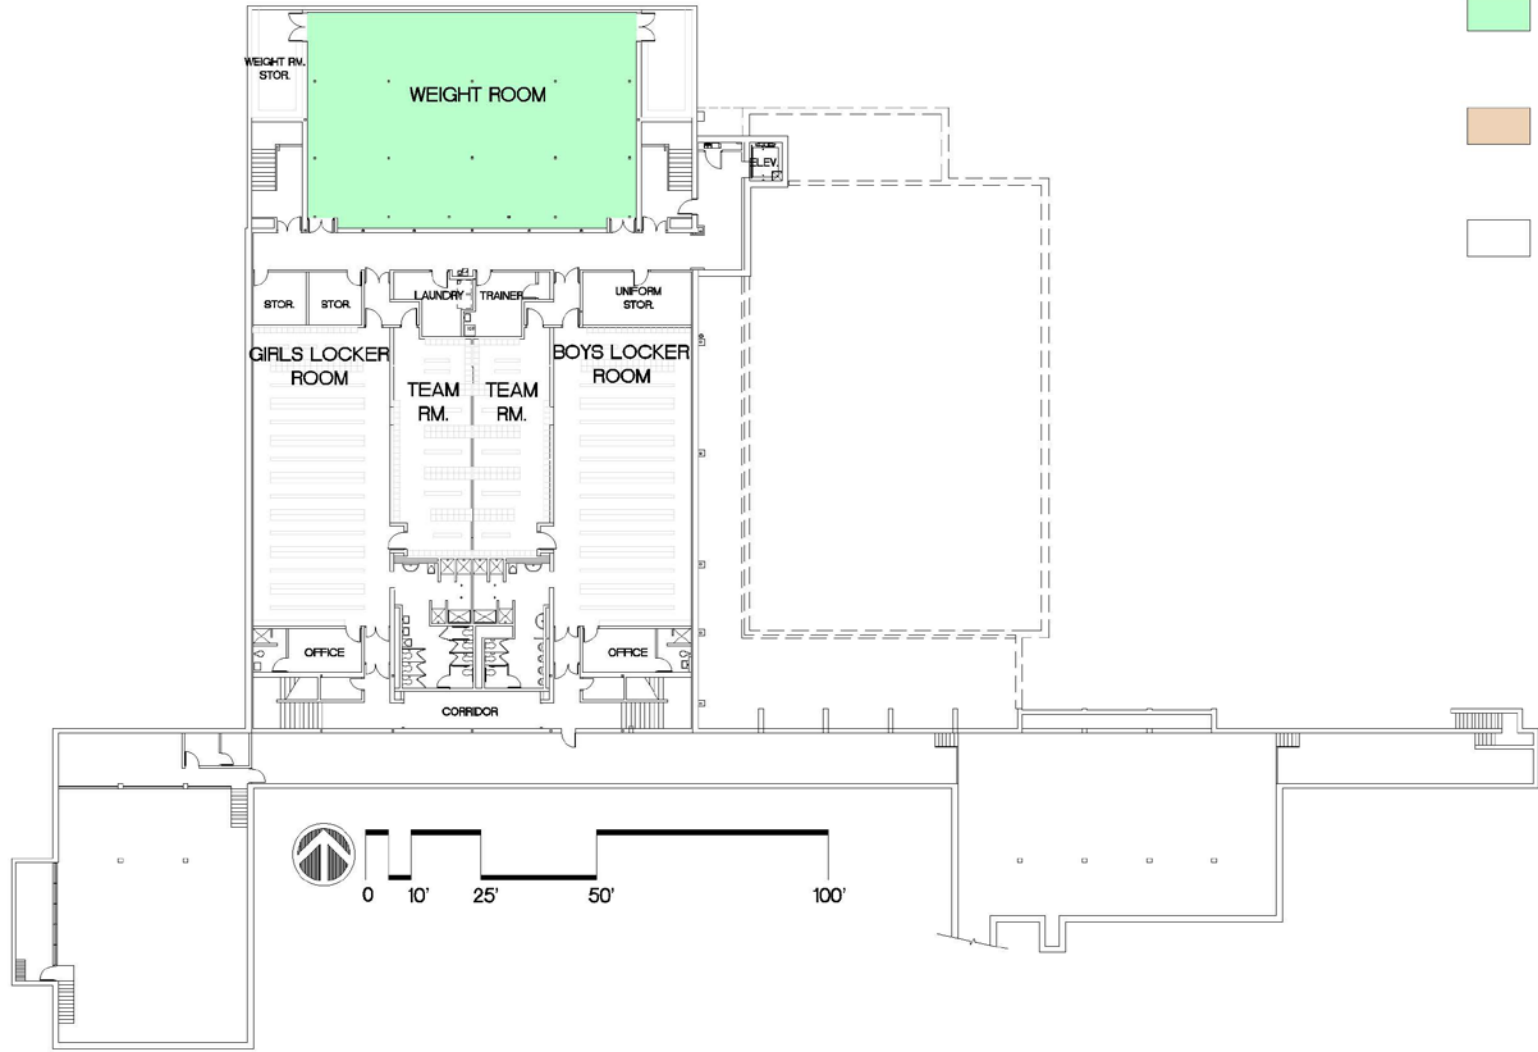 WEIGHT RM.
STOR.
WEIGHT ROOM
ELEV.
STOR.
STOR.
LAUNDRY
TRAINER
UNIFORM
STOR.
GIRLS LOCKER
ROOM
TEAM
RM.
TEAM
RM.
BOYS LOCKER
ROOM
OFFICE
OFFICE
CORRIDOR
0
10'
25'
50'
100'